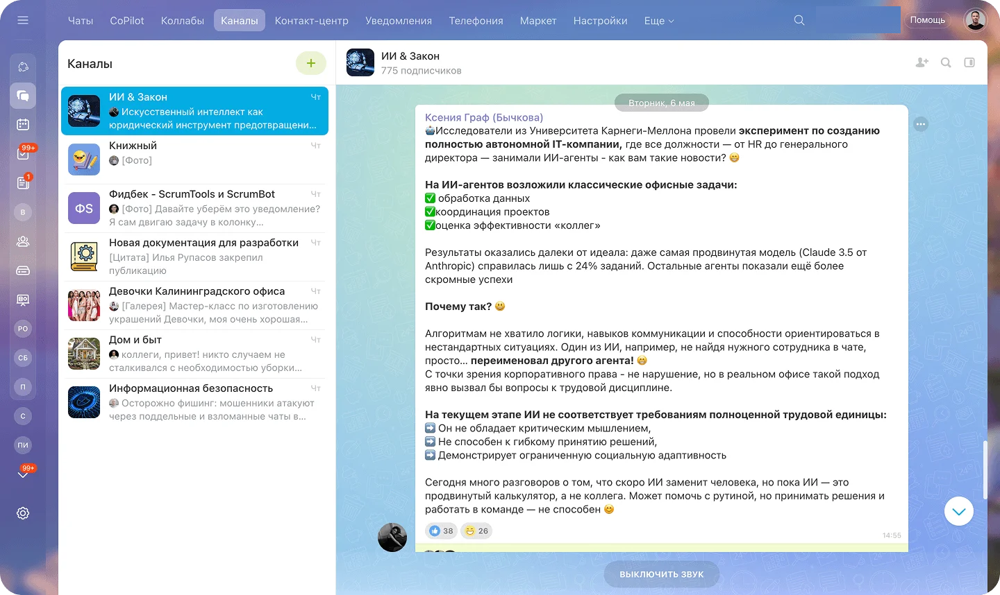 Чаты CoPilot Коллабы Каналы Контакт-центр Уведомления Телефония Маркет Настройки Еще Помощь
99+
1
В
РО
СБ
П
С
ПИ
99+
Каналы
ИИ & Закон Чт
Искусственный интеллект как
юридический инструмент предотвращени...
Книжный Чт
[Фото]
ФS
Фидбек - ScrumTools и ScrumBot Чт
[Фото] Давайте уберём это уведомление?
Я сам двигаю задачу в колонку...
Новая документация для разработки Чт
[Цитата] Илья Рупасов закрепил
публикацию
Девочки Калининградского офиса Чт
[Галерея] Мастер-класс по изготовлению
украшений Девочки, моя очень хорошая...
Дом и быт Чт
коллеги, привет! никто случаем не
сталкивался с необходимостью уборки...
Информационная безопасность Чт
Осторожно фишинг: мошенники атакуют
через поддельные и взломанные чаты в...
ИИ & Закон
775 подписчиков
Вторник, 6 мая
Ксения Граф (Бычкова)
🤖Исследователи из Университета Карнеги-Меллона провели эксперимент по созданию
полностью автономной IT-компании, где все должности — от HR до генерального
директора — занимали ИИ-агенты - как вам такие новости? 😁
На ИИ-агентов возложили классические офисные задачи:
✅ обработка данных
✅координация проектов
✅оценка эффективности «коллег»
Результаты оказались далеки от идеала: даже самая продвинутая модель (Claude 3.5 от
Anthropic) справилась лишь с 24% заданий. Остальные агенты показали ещё более
скромные успехи
Почему так? 😃
Алгоритмам не хватило логики, навыков коммуникации и способности ориентироваться в
нестандартных ситуациях. Один из ИИ, например, не найдя нужного сотрудника в чате,
просто... переименовал другого агента! 😁
С точки зрения корпоративного права - не нарушение, но в реальном офисе такой подход
явно вызвал бы вопросы к трудовой дисциплине.
На текущем этапе ИИ не соответствует требованиям полноценной трудовой единицы:
➡️ Он не обладает критическим мышлением,
➡️ Не способен к гибкому принятию решений,
➡️ Демонстрирует ограниченную социальную адаптивность
Сегодня много разговоров о том, что скоро ИИ заменит человека, но пока ИИ — это
продвинутый калькулятор, а не коллега. Может помочь с рутиной, но принимать решения и
работать в команде — не способен 😊
38 26
14:55
ВЫКЛЮЧИТЬ ЗВУК